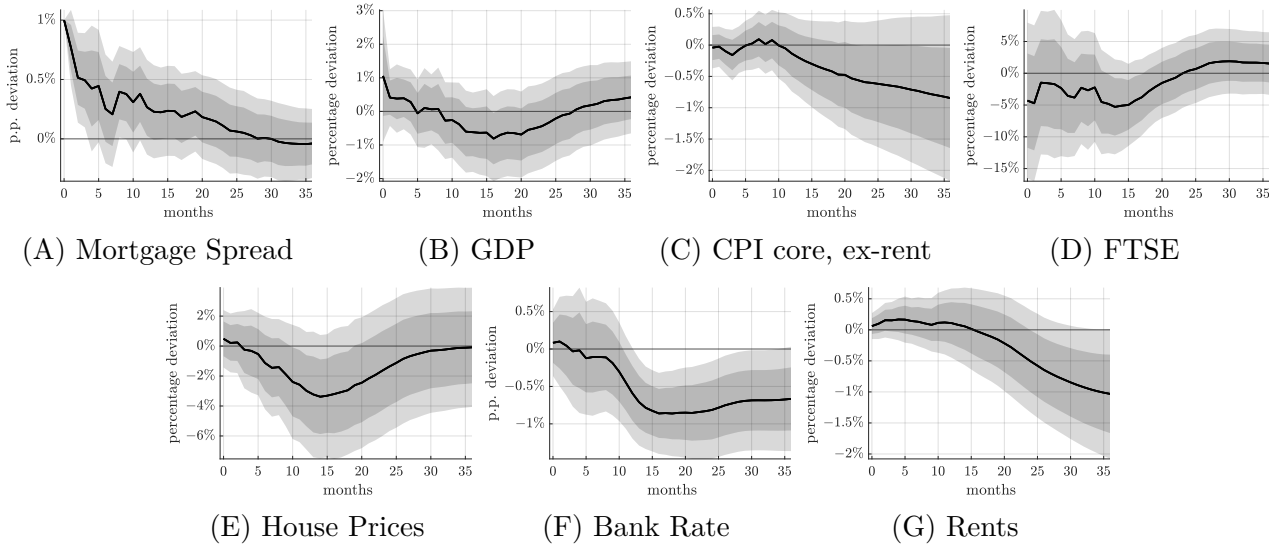 1%
0.5%
0%
p.p. deviation
0 5 10 15 20 25 30 35
months
(A) Mortgage Spread
3%
2%
1%
0%
−1%
−2%
percentage deviation
0 5 10 15 20 25 30 35
months
(B) GDP
0.5%
0%
−0.5%
−1%
−1.5%
−2%
percentage deviation
0 5 10 15 20 25 30 35
months
(C) CPI core, ex-rent
5%
0%
−5%
−10%
−15%
percentage deviation
0 5 10 15 20 25 30 35
months
(D) FTSE
2%
0%
−2%
−4%
−6%
percentage deviation
0 5 10 15 20 25 30 35
months
(E) House Prices
0.5%
0%
−0.5%
−1%
p.p. deviation
0 5 10 15 20 25 30 35
months
(F) Bank Rate
0.5%
0%
−0.5%
−1%
−1.5%
−2%
percentage deviation
0 5 10 15 20 25 30 35
months
(G) Rents